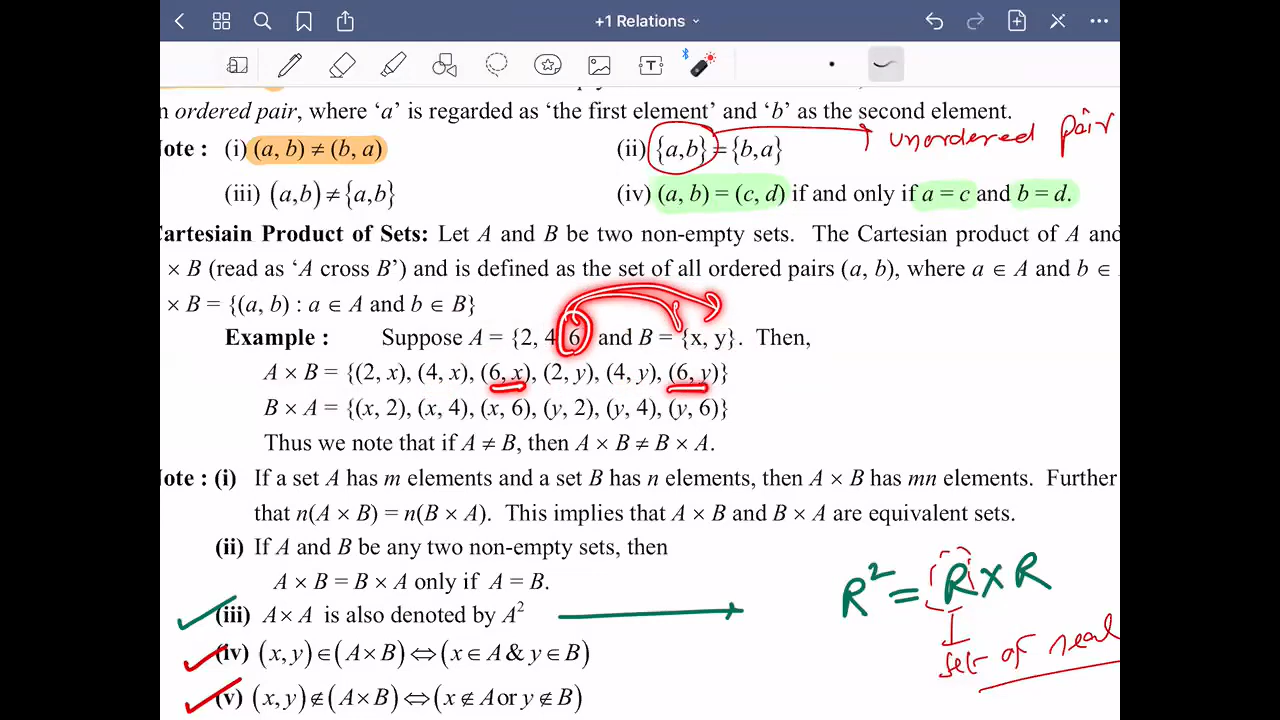 +1 Relations
n ordered pair, where ‘a’ is regarded as ‘the first element’ and ‘b’ as the second element.
Note : (i) (a, b) ≠ (b, a) (ii) {a,b} = {b,a} unordered pair
(iii) (a,b) ≠ {a,b} (iv) (a, b) = (c, d) if and only if a = c and b = d.
Cartesiain Product of Sets: Let A and B be two non-empty sets. The Cartesian product of A and
× B (read as ‘A cross B’) and is defined as the set of all ordered pairs (a, b), where a ∈ A and b ∈
× B = {(a, b) : a ∈ A and b ∈ B}
Example : Suppose A = {2, 4 6 and B = {x, y}. Then,
A × B = {(2, x), (4, x), (6, x), (2, y), (4, y), (6, y)}
B × A = {(x, 2), (x, 4), (x, 6), (y, 2), (y, 4), (y, 6)}
Thus we note that if A ≠ B, then A × B ≠ B × A.
Note : (i) If a set A has m elements and a set B has n elements, then A × B has mn elements. Further
that n(A × B) = n(B × A). This implies that A × B and B × A are equivalent sets.
(ii) If A and B be any two non-empty sets, then
A × B = B × A only if A = B.
R² = R × R
(iii) A × A is also denoted by A²
set of real
(iv) (x, y) ∈ (A × B) ⇔ (x ∈ A & y ∈ B)
(v) (x, y) ∉ (A × B) ⇔ (x ∉ A or y ∉ B)